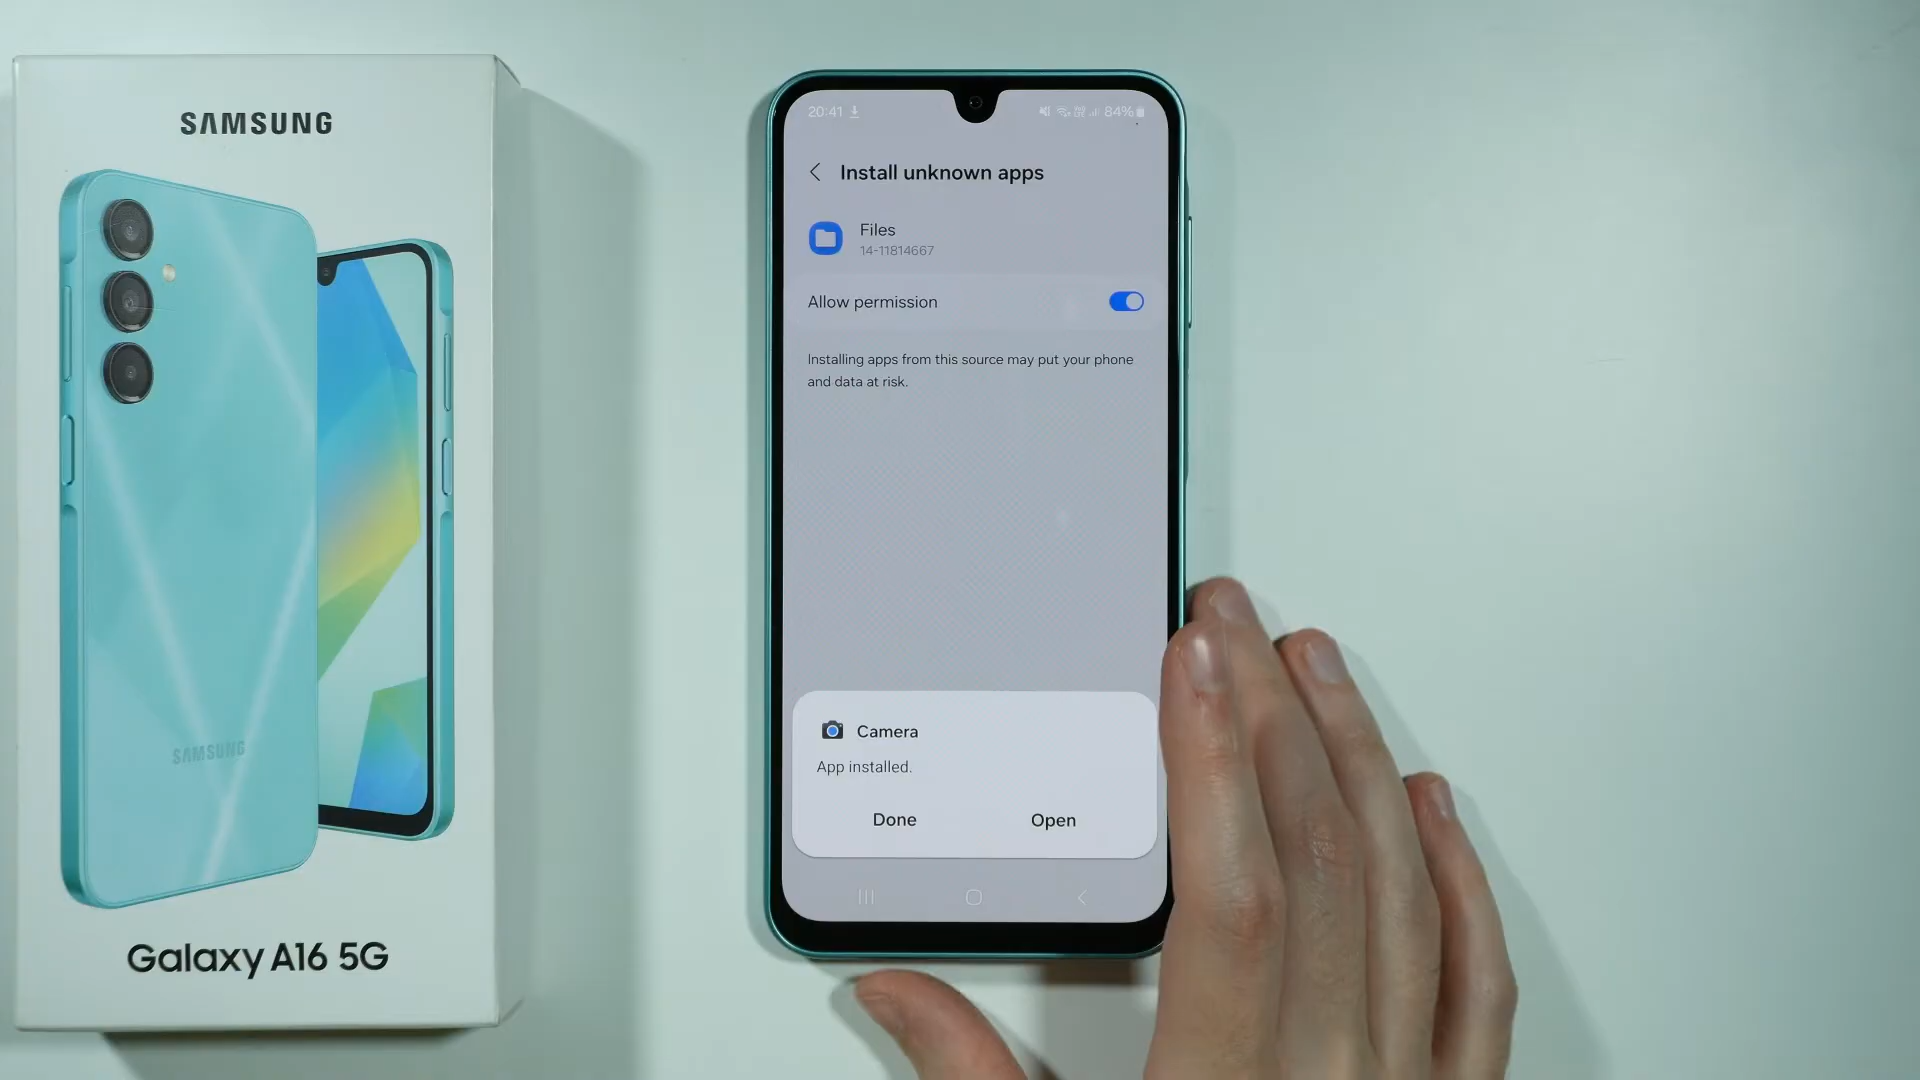 SAMSUNG
SAMSUNG
Galaxy A16 5G
20:41
84%
Install unknown apps
Files
14-11814667
Allow permission
Installing apps from this source may put your phone
and data at risk.
Camera
App installed.
Done
Open